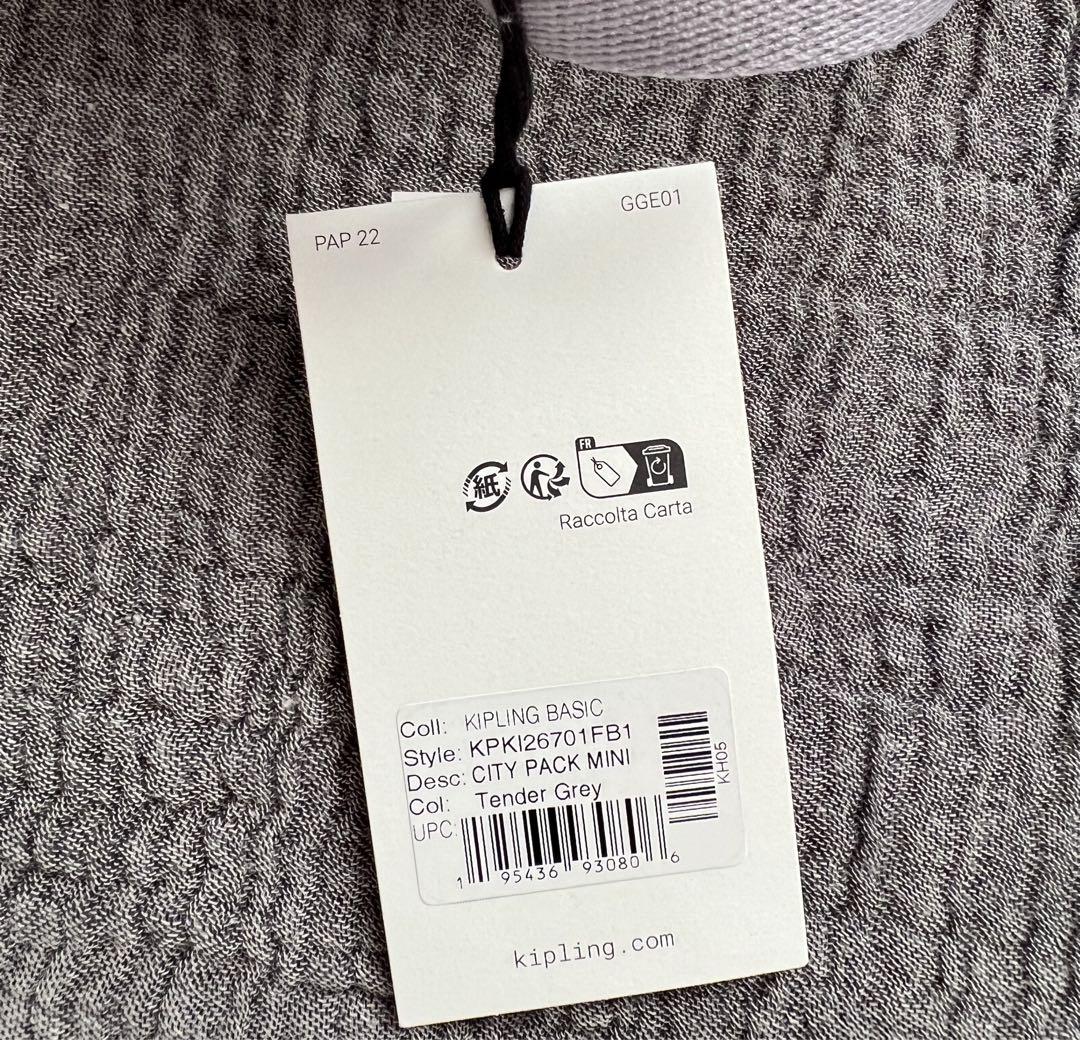 PAP 22
GGE01
紙
FR
Raccolta Carta
Coll: KIPLING BASIC
Style: KPKI26701FB1
Desc: CITY PACK MINI
Col: Tender Grey
UPC:
1 95436 93080 6
KH05
kipling.com